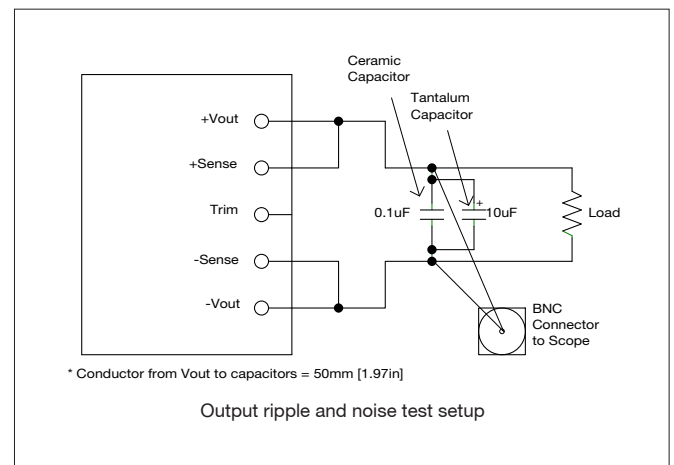 Ceramic
Capacitor
Tantalum
Capacitor
+Vout
+Sense
Trim
-Sense
-Vout
0.1uF
+
10uF
Load
BNC
Connector
to Scope
* Conductor from Vout to capacitors = 50mm [1.97in]
Output ripple and noise test setup